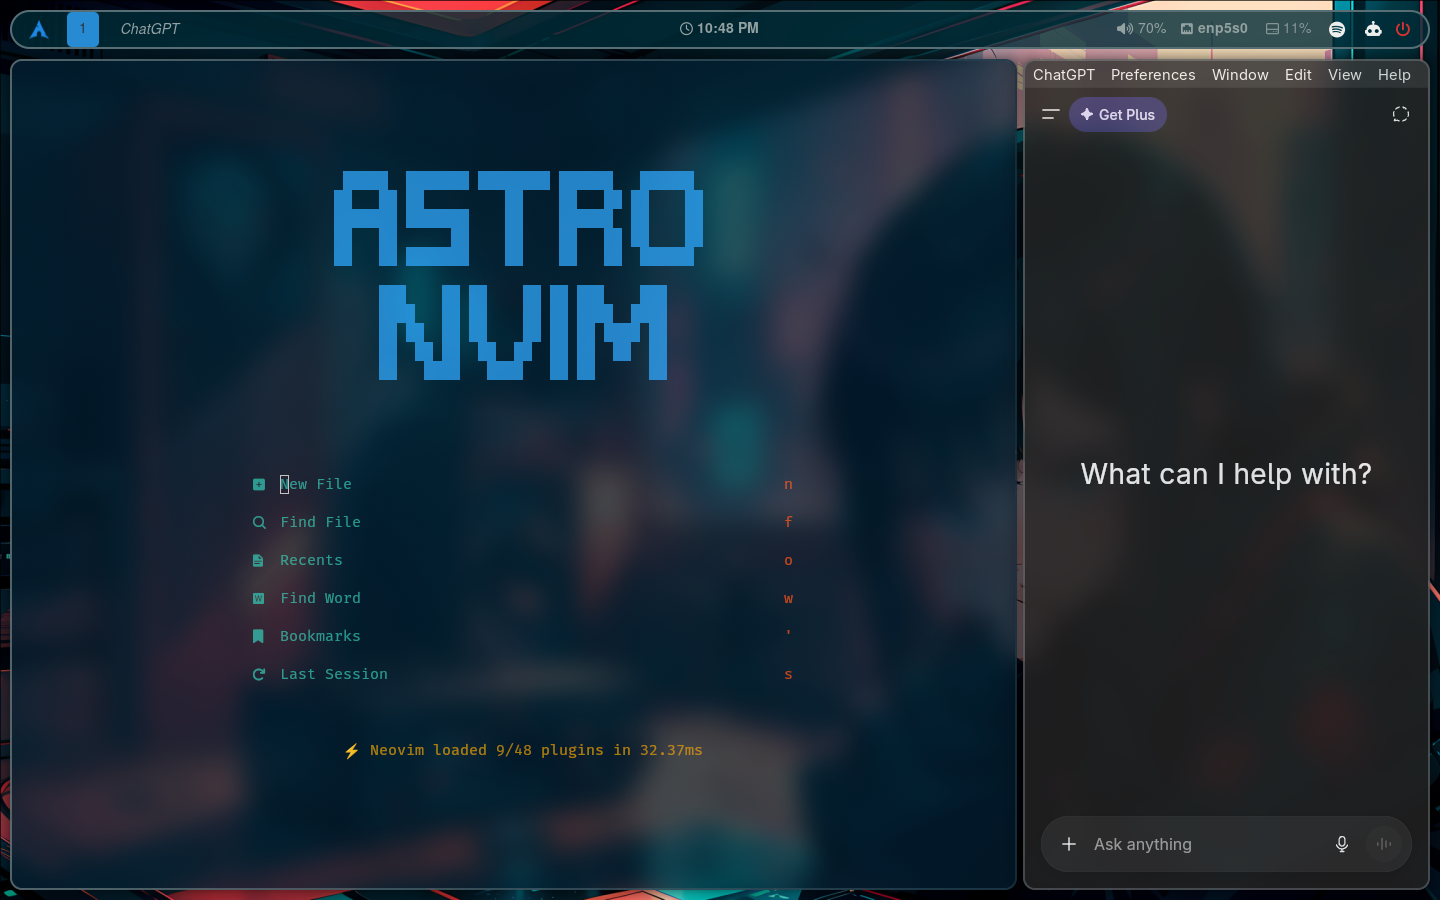 1 ChatGPT 10:48 PM 70% enp5s0 11%
ASTRO
NVIM
New File n
Find File f
Recents o
Find Word w
Bookmarks '
Last Session s
Neovim loaded 9/48 plugins in 32.37ms
ChatGPT Preferences Window Edit View Help
Get Plus
What can I help with?
Ask anything